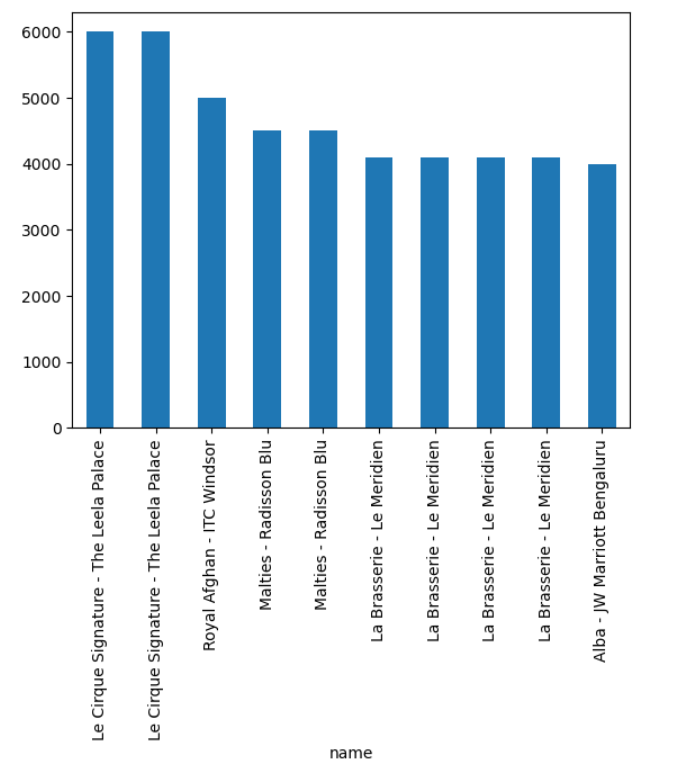 6000
5000
4000
3000
2000
1000
0
Le Cirque Signature - The Leela Palace
Le Cirque Signature - The Leela Palace
Royal Afghan - ITC Windsor
Malties - Radisson Blu
Malties - Radisson Blu
La Brasserie - Le Meridien
La Brasserie - Le Meridien
La Brasserie - Le Meridien
La Brasserie - Le Meridien
Alba - JW Marriott Bengaluru
name